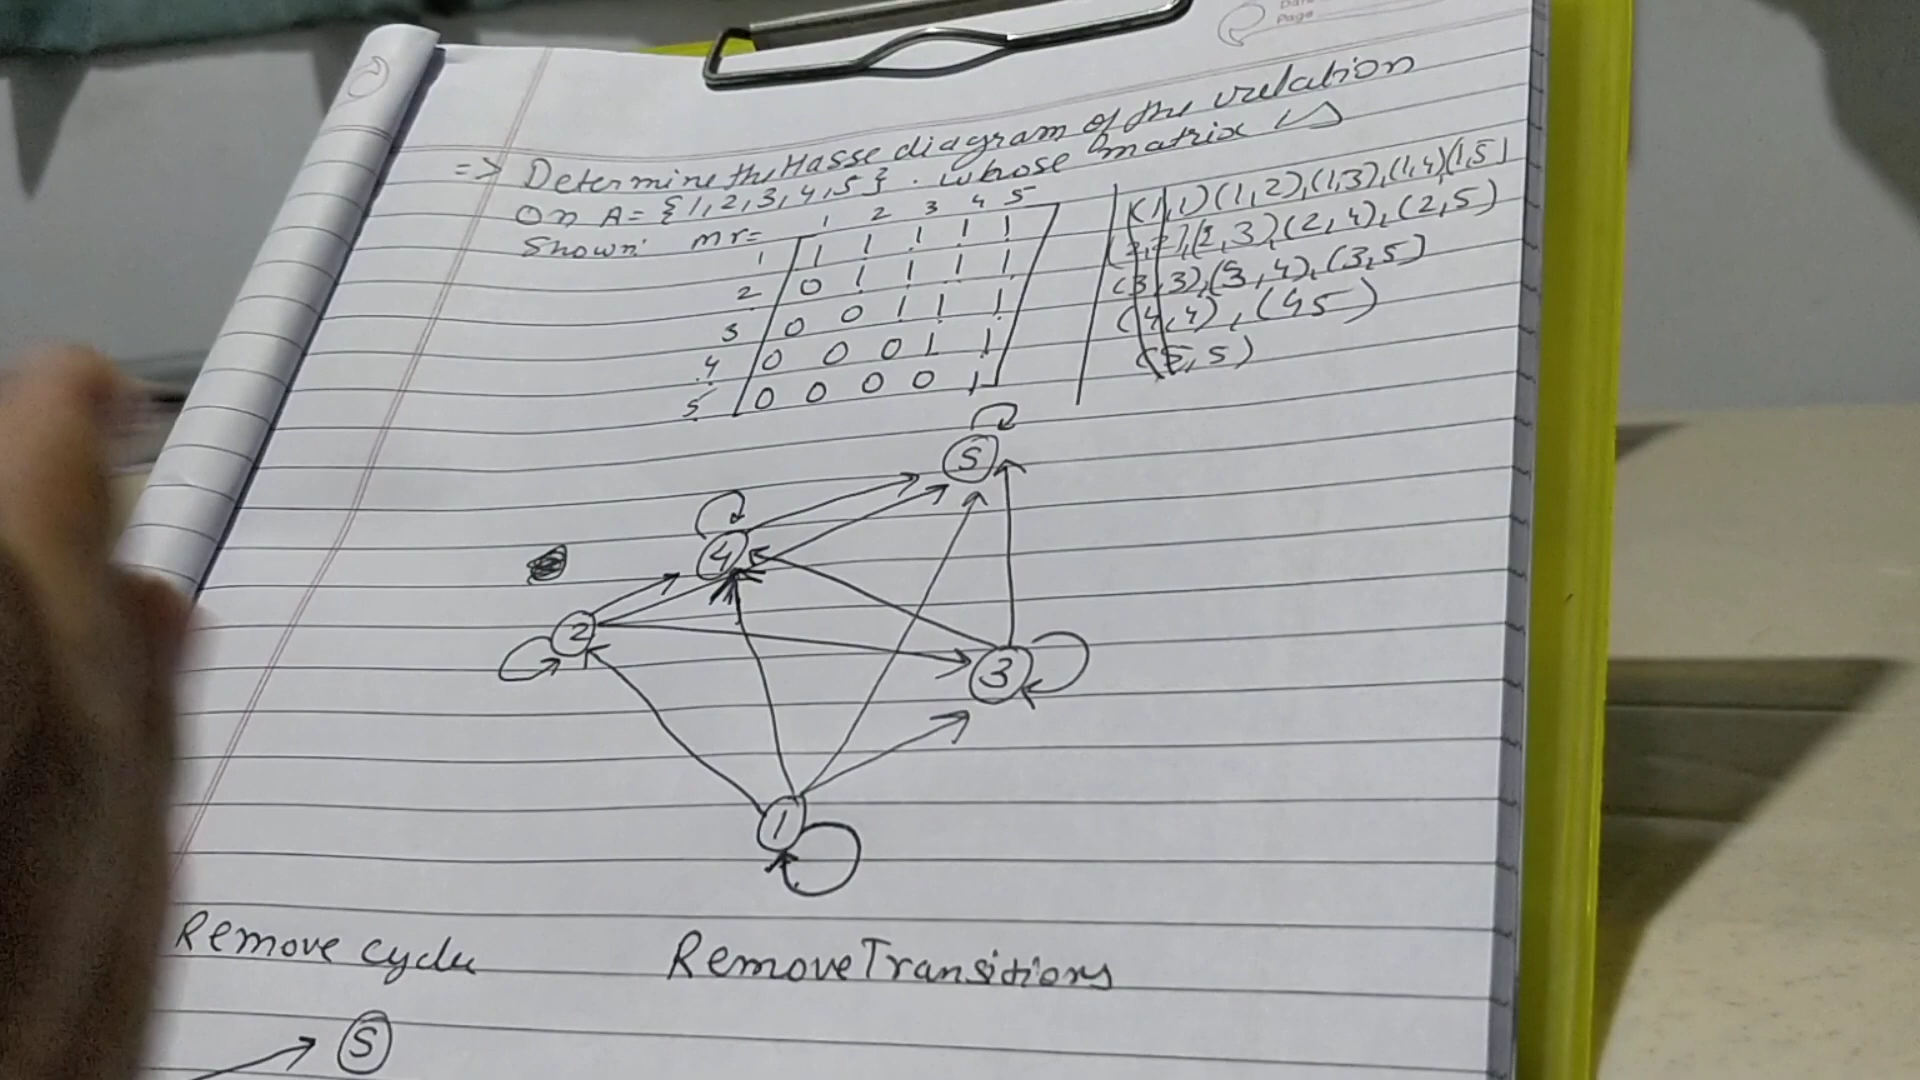 Date
Page
=> Determine the Hasse diagram of the relation
on A = {1,2,3,4,5}. whose matrix is
Shown: mr=
1 2 3 4 5
1 1 1 1 1 1
2 0 1 1 1 1
3 0 0 1 1 1
4 0 0 0 1 1
5 0 0 0 0 1
(1,1)(1,2),(1,3),(1,4)(1,5)
(2,2),(2,3),(2,4),(2,5)
(3,3),(3,4),(3,5)
(4,4),(45)
(5,5)
5
4
2
3
1
Remove cycle
Remove Transitions
5